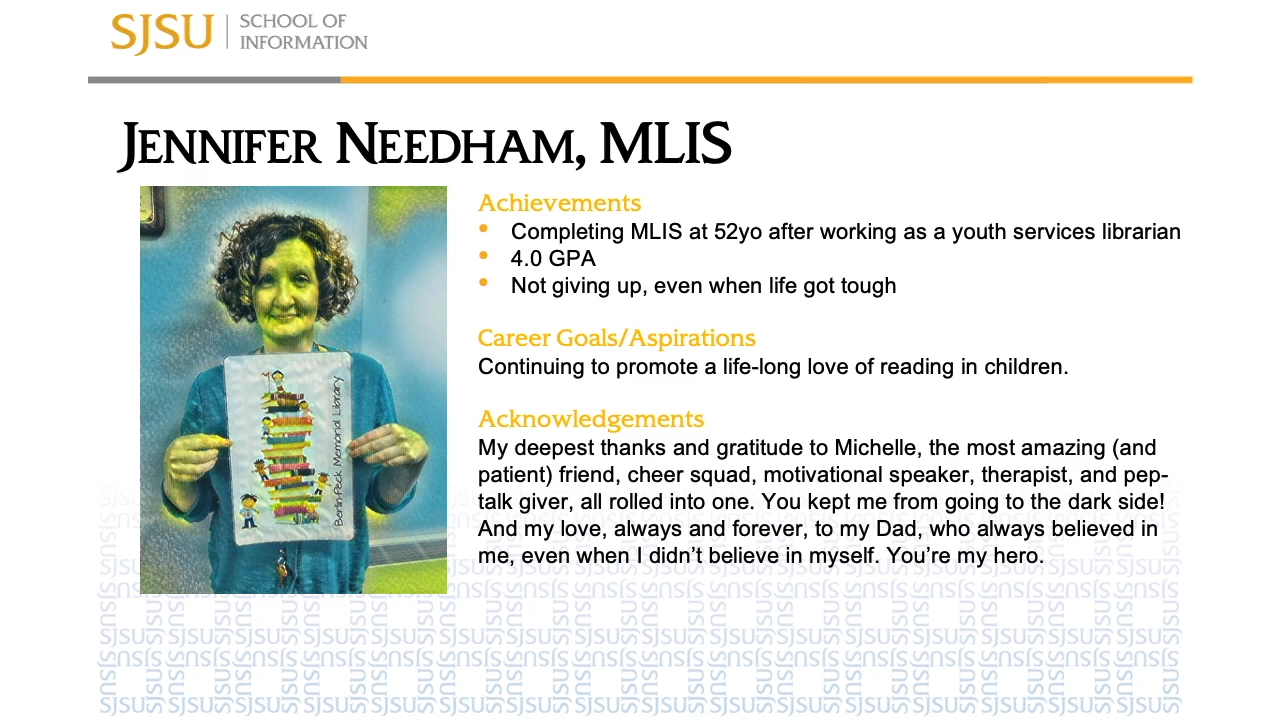 SJSU
SCHOOL OF
INFORMATION
JENNIFER NEEDHAM, MLIS
Achievements
• Completing MLIS at 52yo after working as a youth services librarian
• 4.0 GPA
• Not giving up, even when life got tough
Career Goals/Aspirations
Continuing to promote a life-long love of reading in children.
Acknowledgements
My deepest thanks and gratitude to Michelle, the most amazing (and
patient) friend, cheer squad, motivational speaker, therapist, and pep-
talk giver, all rolled into one. You kept me from going to the dark side!
And my love, always and forever, to my Dad, who always believed in
me, even when I didn’t believe in myself. You’re my hero.
Berlin-Peck Memorial Library